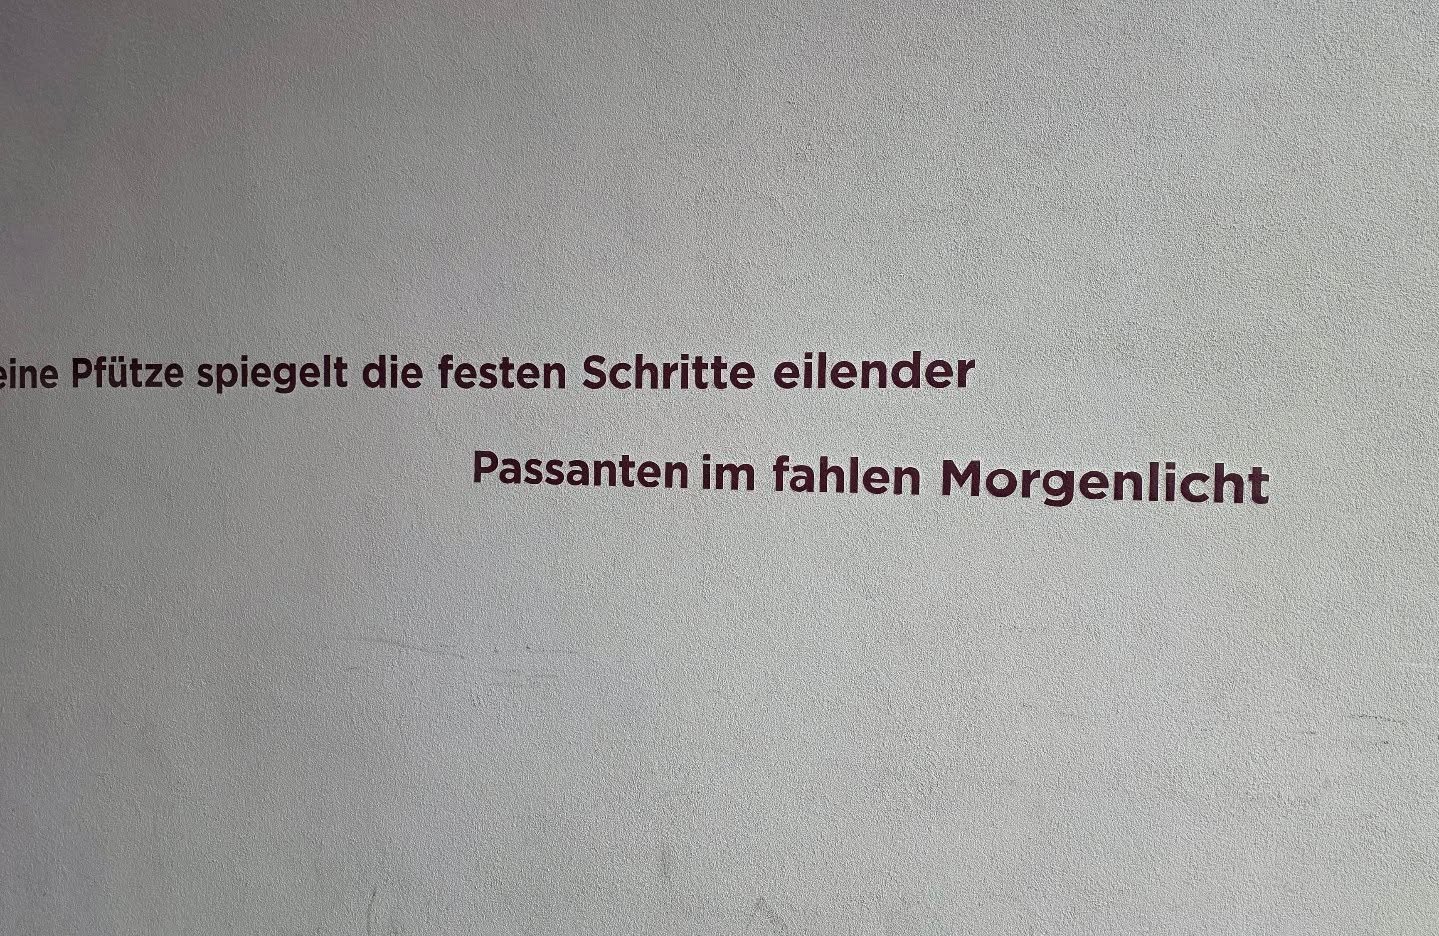 eine Pfütze spiegelt die festen Schritte eilender
Passanten im fahlen Morgenlicht